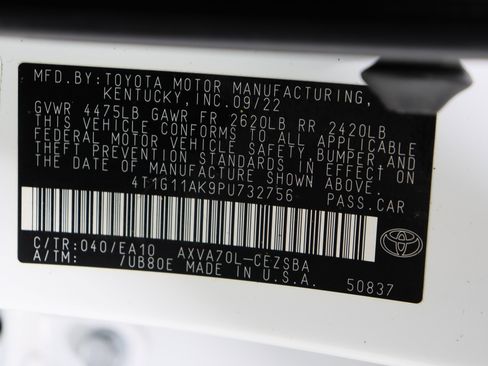 MFD.BY:TOYOTA MOTOR MANUFACTURING,
KENTUCKY, INC.09/22
GVWR 4475LB GAWR FR 2620LB RR 2420LB
THIS VEHICLE CONFORMS TO ALL APPLICABLE
FEDERAL MOTOR VEHICLE SAFETY,BUMPER,AND
THEFT PREVENTION STANDARDS IN EFFECT ON
THE DATE OF MANUFACTURE SHOWN ABOVE.
4T1G11AK9PU732756 PASS.CAR
C/TR:040/EA10 AXVA70L-CEZSBA
A/TM: /UB80E MADE IN U.S.A.
50837